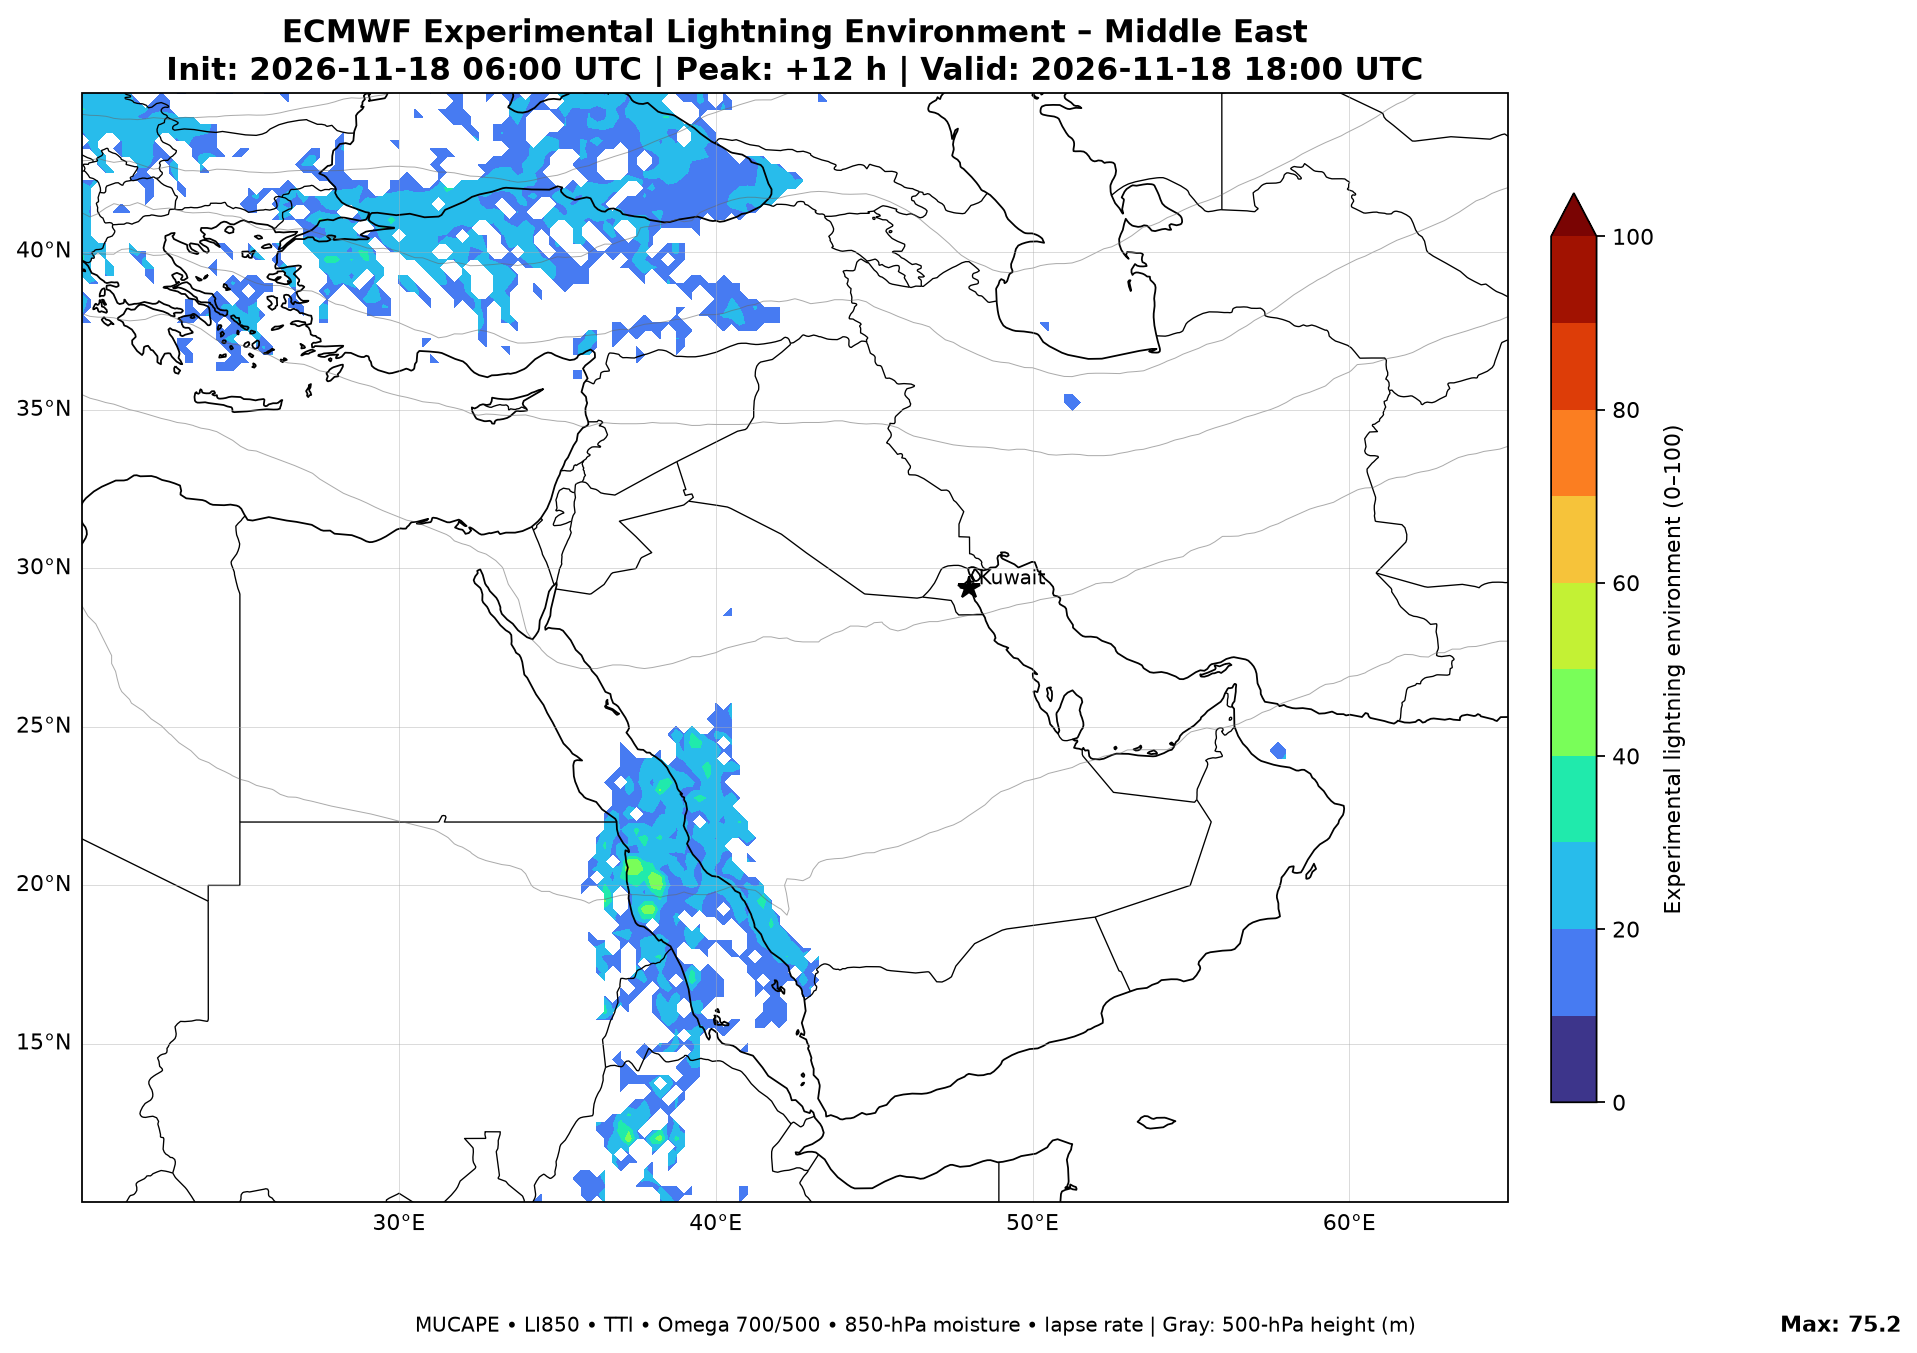 ECMWF Experimental Lightning Environment – Middle East
Init: 2026-11-18 06:00 UTC | Peak: +12 h | Valid: 2026-11-18 18:00 UTC
40°N
35°N
30°N
25°N
20°N
15°N
Kuwait
30°E
40°E
50°E
60°E
100
80
60
40
20
0
Experimental lightning environment (0–100)
MUCAPE • LI850 • TTI • Omega 700/500 • 850-hPa moisture • lapse rate | Gray: 500-hPa height (m)
Max: 75.2